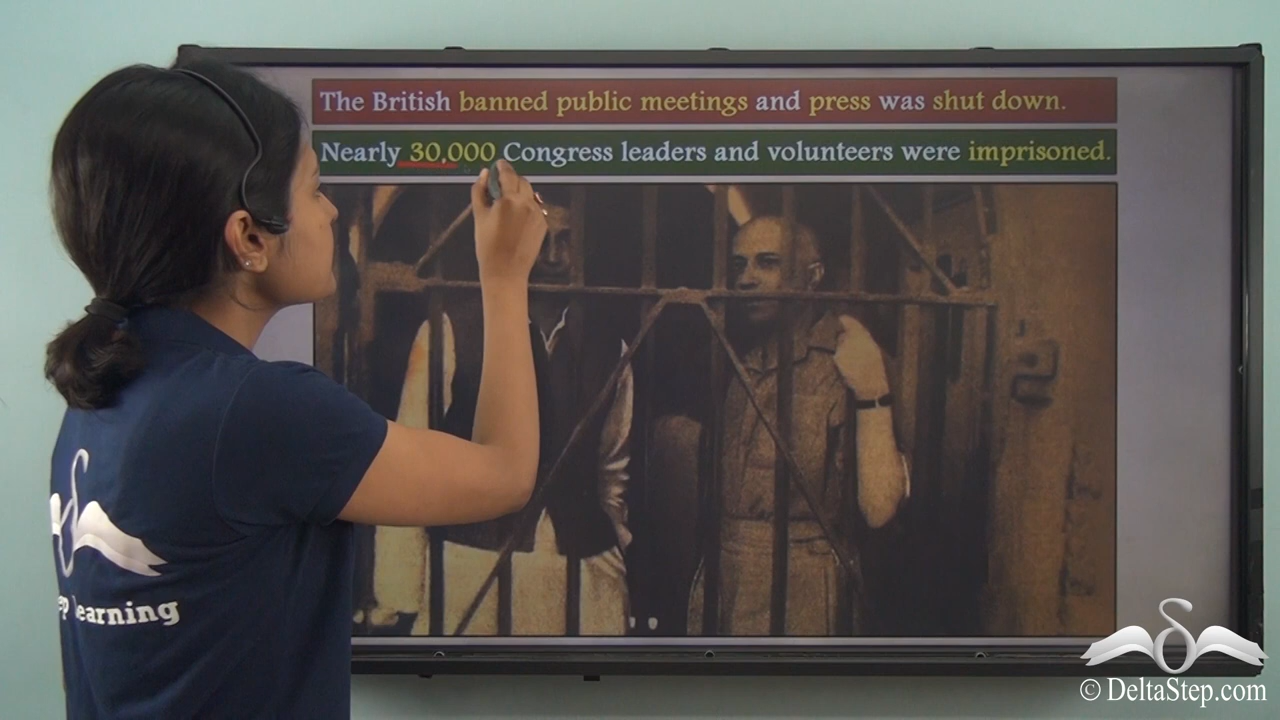 The British banned public meetings and press was shut down.
Nearly 30,000 Congress leaders and volunteers were imprisoned.
learning
© DeltaStep.com